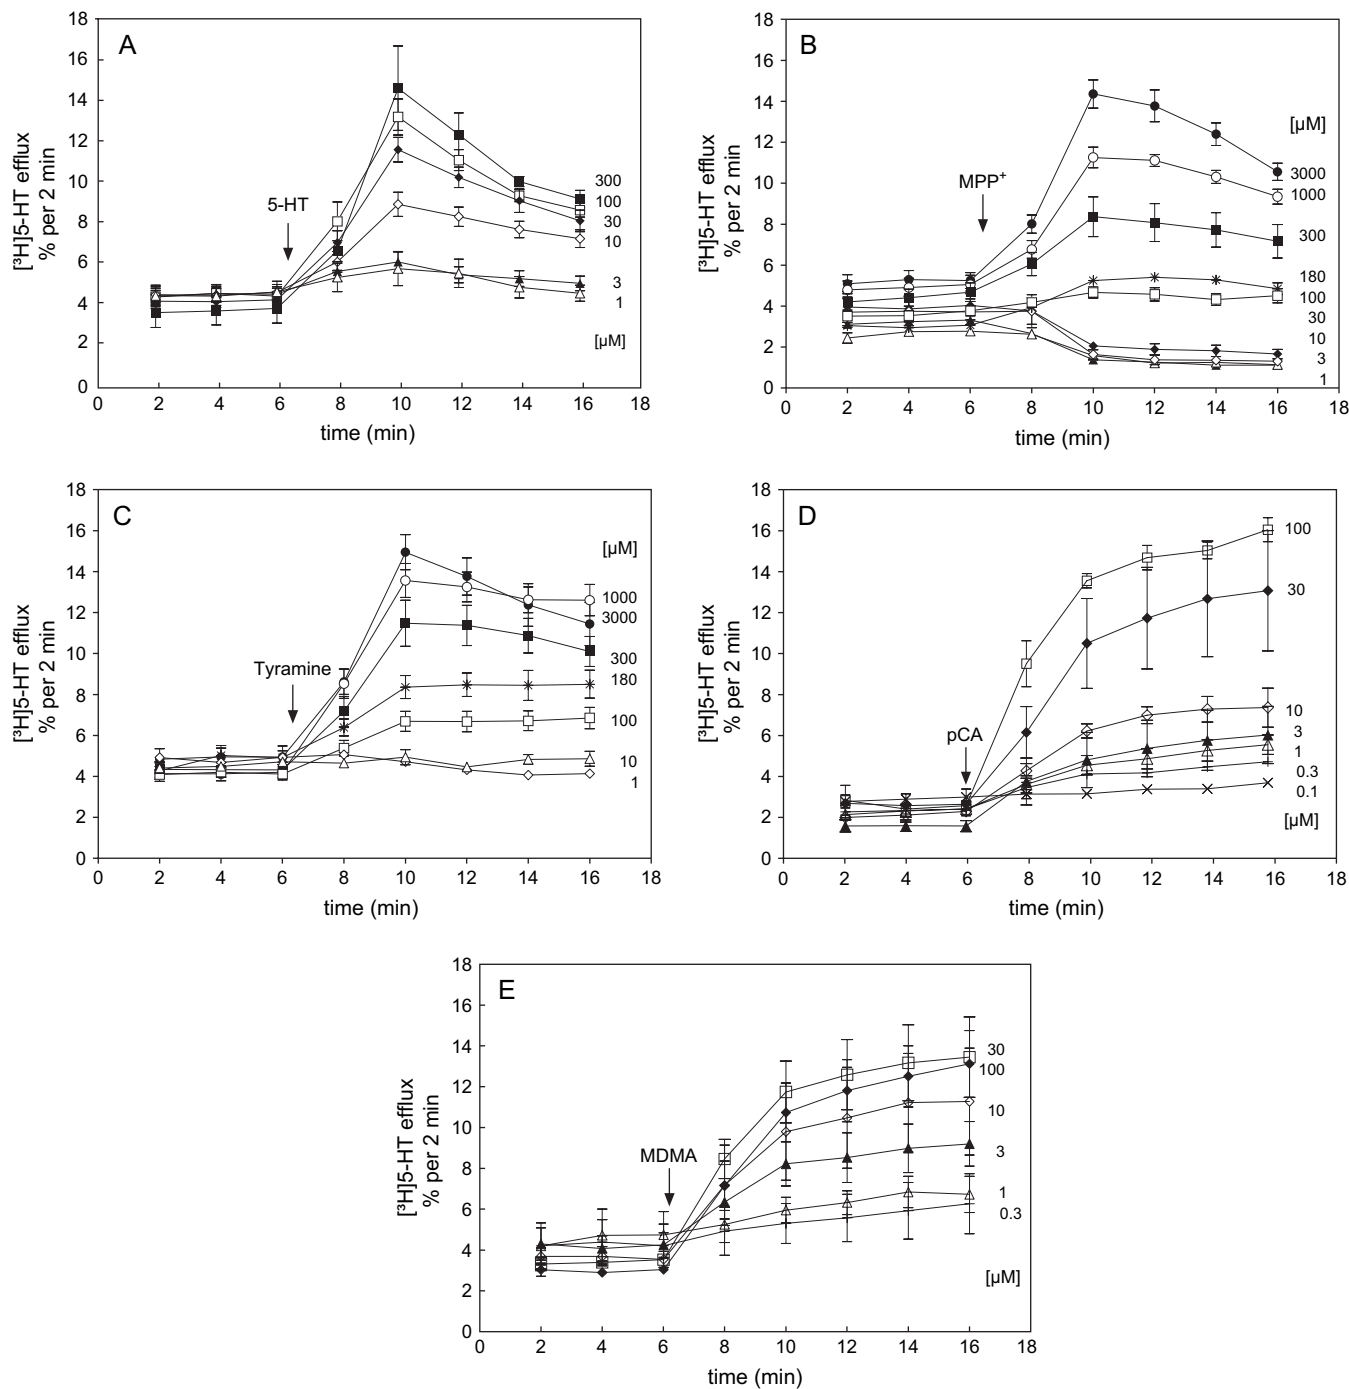 A
18
16
14
12
10
8
6
4
2
0
[³H]5-HT efflux
% per 2 min
5-HT
300
100
30
10
3
1
[µM]
0 2 4 6 8 10 12 14 16 18
time (min)
B
18
16
14
12
10
8
6
4
2
0
[³H]5-HT efflux
% per 2 min
MPP⁺
[µM]
3000
1000
300
180
100
30
10
3
1
0 2 4 6 8 10 12 14 16 18
time (min)
C
18
16
14
12
10
8
6
4
2
0
[³H]5-HT efflux
% per 2 min
Tyramine
[µM]
1000
3000
300
180
100
10
1
0 2 4 6 8 10 12 14 16 18
time (min)
D
18
16
14
12
10
8
6
4
2
0
[³H]5-HT efflux
% per 2 min
pCA
100
30
10
3
1
0.3
0.1
[µM]
0 2 4 6 8 10 12 14 16 18
time (min)
E
18
16
14
12
10
8
6
4
2
0
[³H]5-HT efflux
% per 2 min
MDMA
30
100
10
3
1
0.3
[µM]
0 2 4 6 8 10 12 14 16 18
time (min)